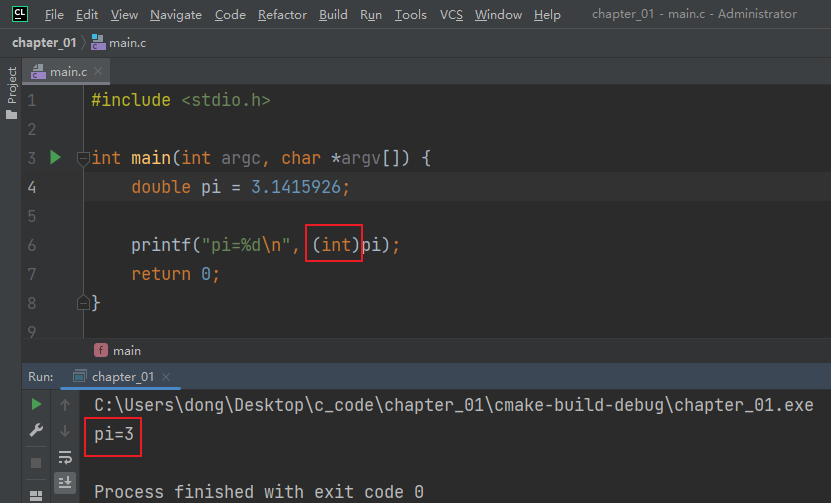 CL File Edit View Navigate Code Refactor Build Run Tools VCS Window Help chapter_01 - main.c - Administrator
chapter_01 main.c
Project
main.c
1 #include <stdio.h>
2
3 int main(int argc, char *argv[]) {
4 double pi = 3.1415926;
5
6 printf("pi=%d\n", (int)pi);
7 return 0;
8 }
9
f main
Run: chapter_01
C:\Users\dong\Desktop\c_code\chapter_01\cmake-build-debug\chapter_01.exe
pi=3
Process finished with exit code 0